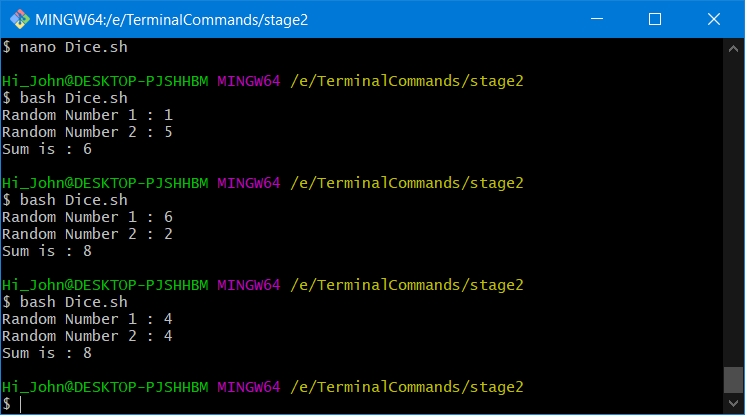 MINGW64:/e/TerminalCommands/stage2
$ nano Dice.sh
Hi_John@DESKTOP-PJSHHBM MINGW64 /e/TerminalCommands/stage2
$ bash Dice.sh
Random Number 1 : 1
Random Number 2 : 5
Sum is : 6
Hi_John@DESKTOP-PJSHHBM MINGW64 /e/TerminalCommands/stage2
$ bash Dice.sh
Random Number 1 : 6
Random Number 2 : 2
Sum is : 8
Hi_John@DESKTOP-PJSHHBM MINGW64 /e/TerminalCommands/stage2
$ bash Dice.sh
Random Number 1 : 4
Random Number 2 : 4
Sum is : 8
Hi_John@DESKTOP-PJSHHBM MINGW64 /e/TerminalCommands/stage2
$